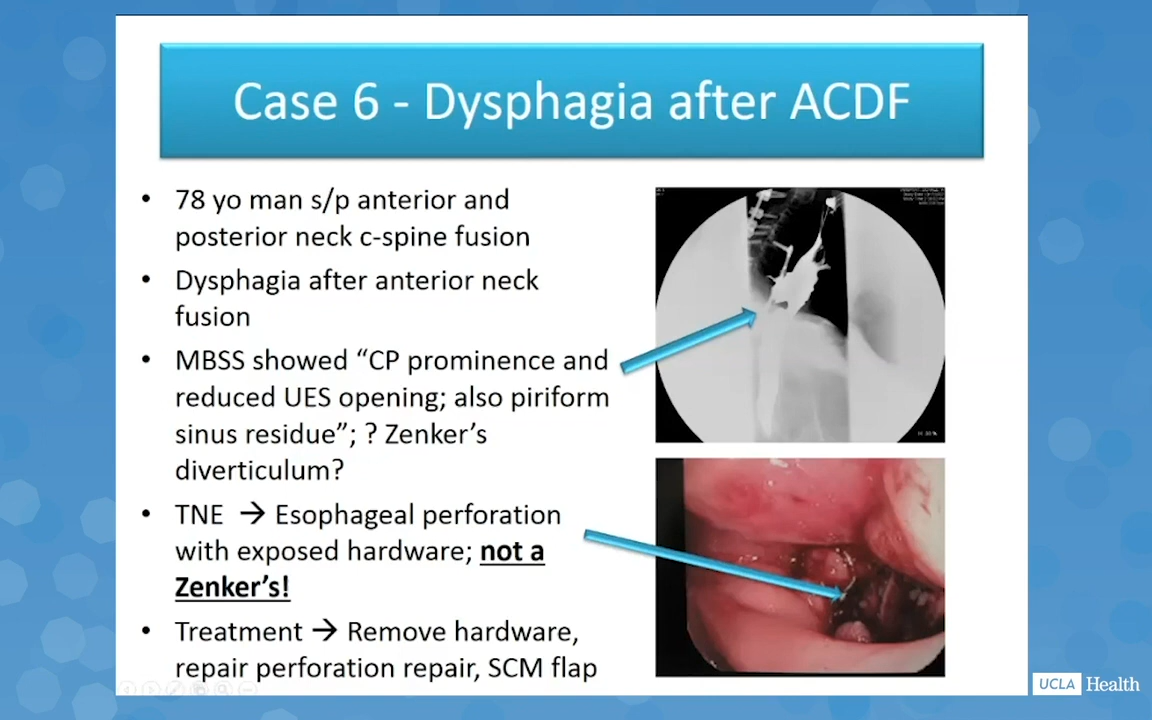 Case 6 - Dysphagia after ACDF
• 78 yo man s/p anterior and
posterior neck c-spine fusion
• Dysphagia after anterior neck
fusion
• MBSS showed “CP prominence and
reduced UES opening; also piriform
sinus residue”; ? Zenker’s
diverticulum?
• TNE → Esophageal perforation
with exposed hardware; not a
Zenker’s!
• Treatment → Remove hardware,
repair perforation repair, SCM flap
UCLA Health